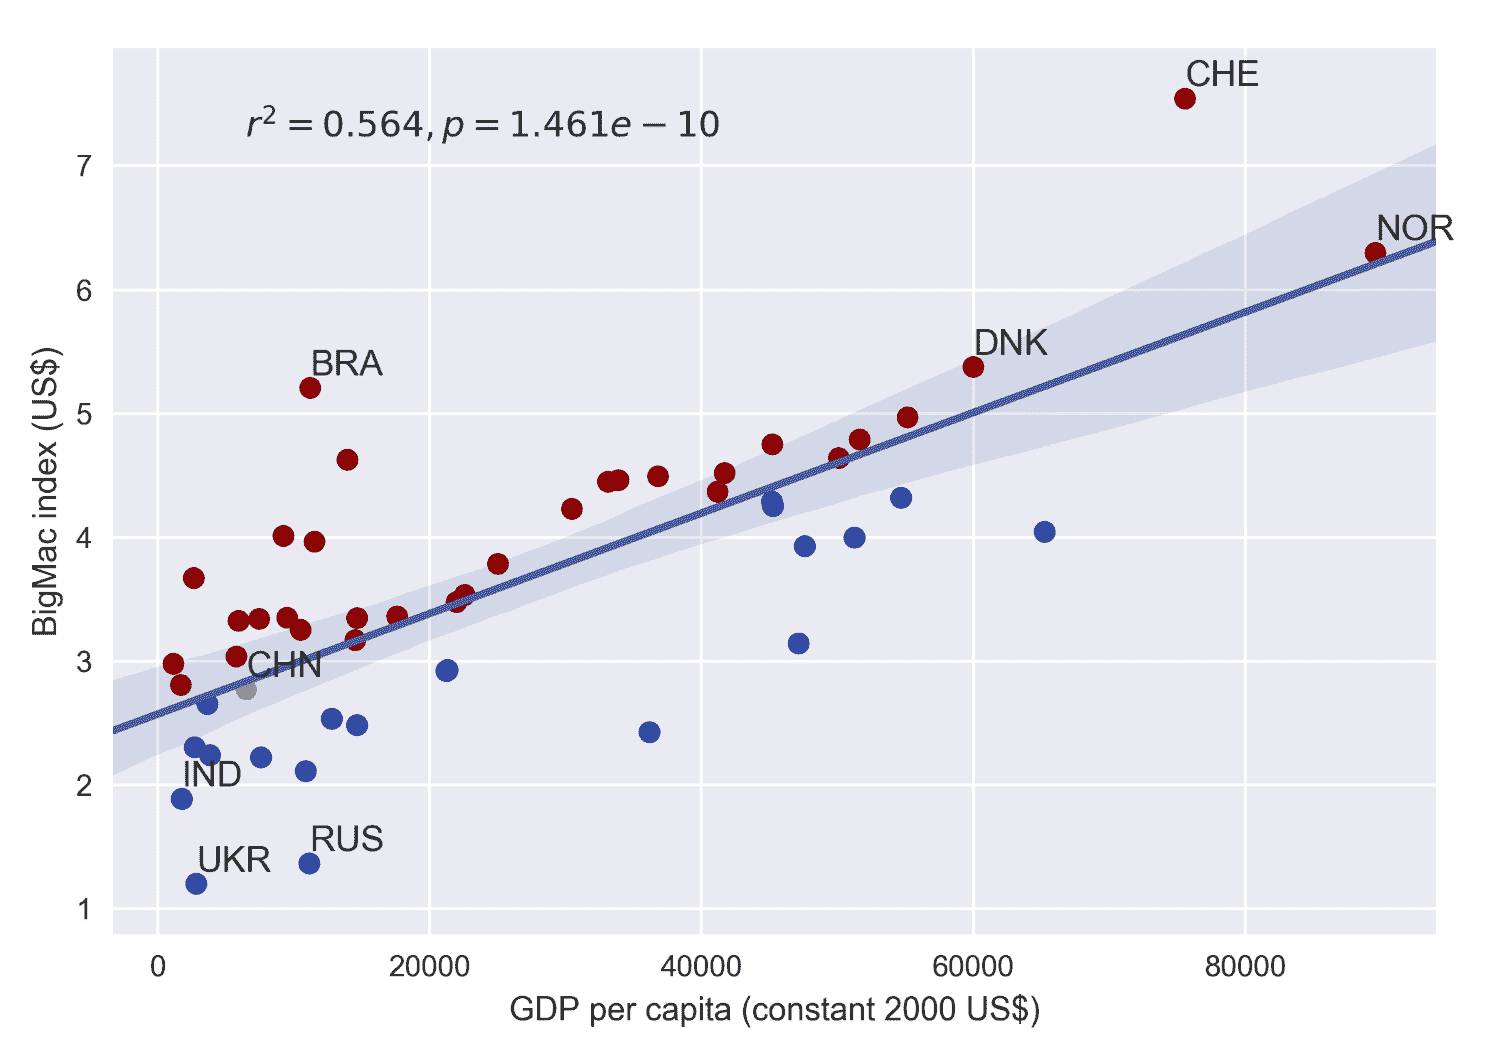 CHE
r² = 0.564, p = 1.461e − 10
7
NOR
6
DNK
BRA
5
4
3
CHN
2
IND
RUS
UKR
1
BigMac index (US$)
0 20000 40000 60000 80000
GDP per capita (constant 2000 US$)